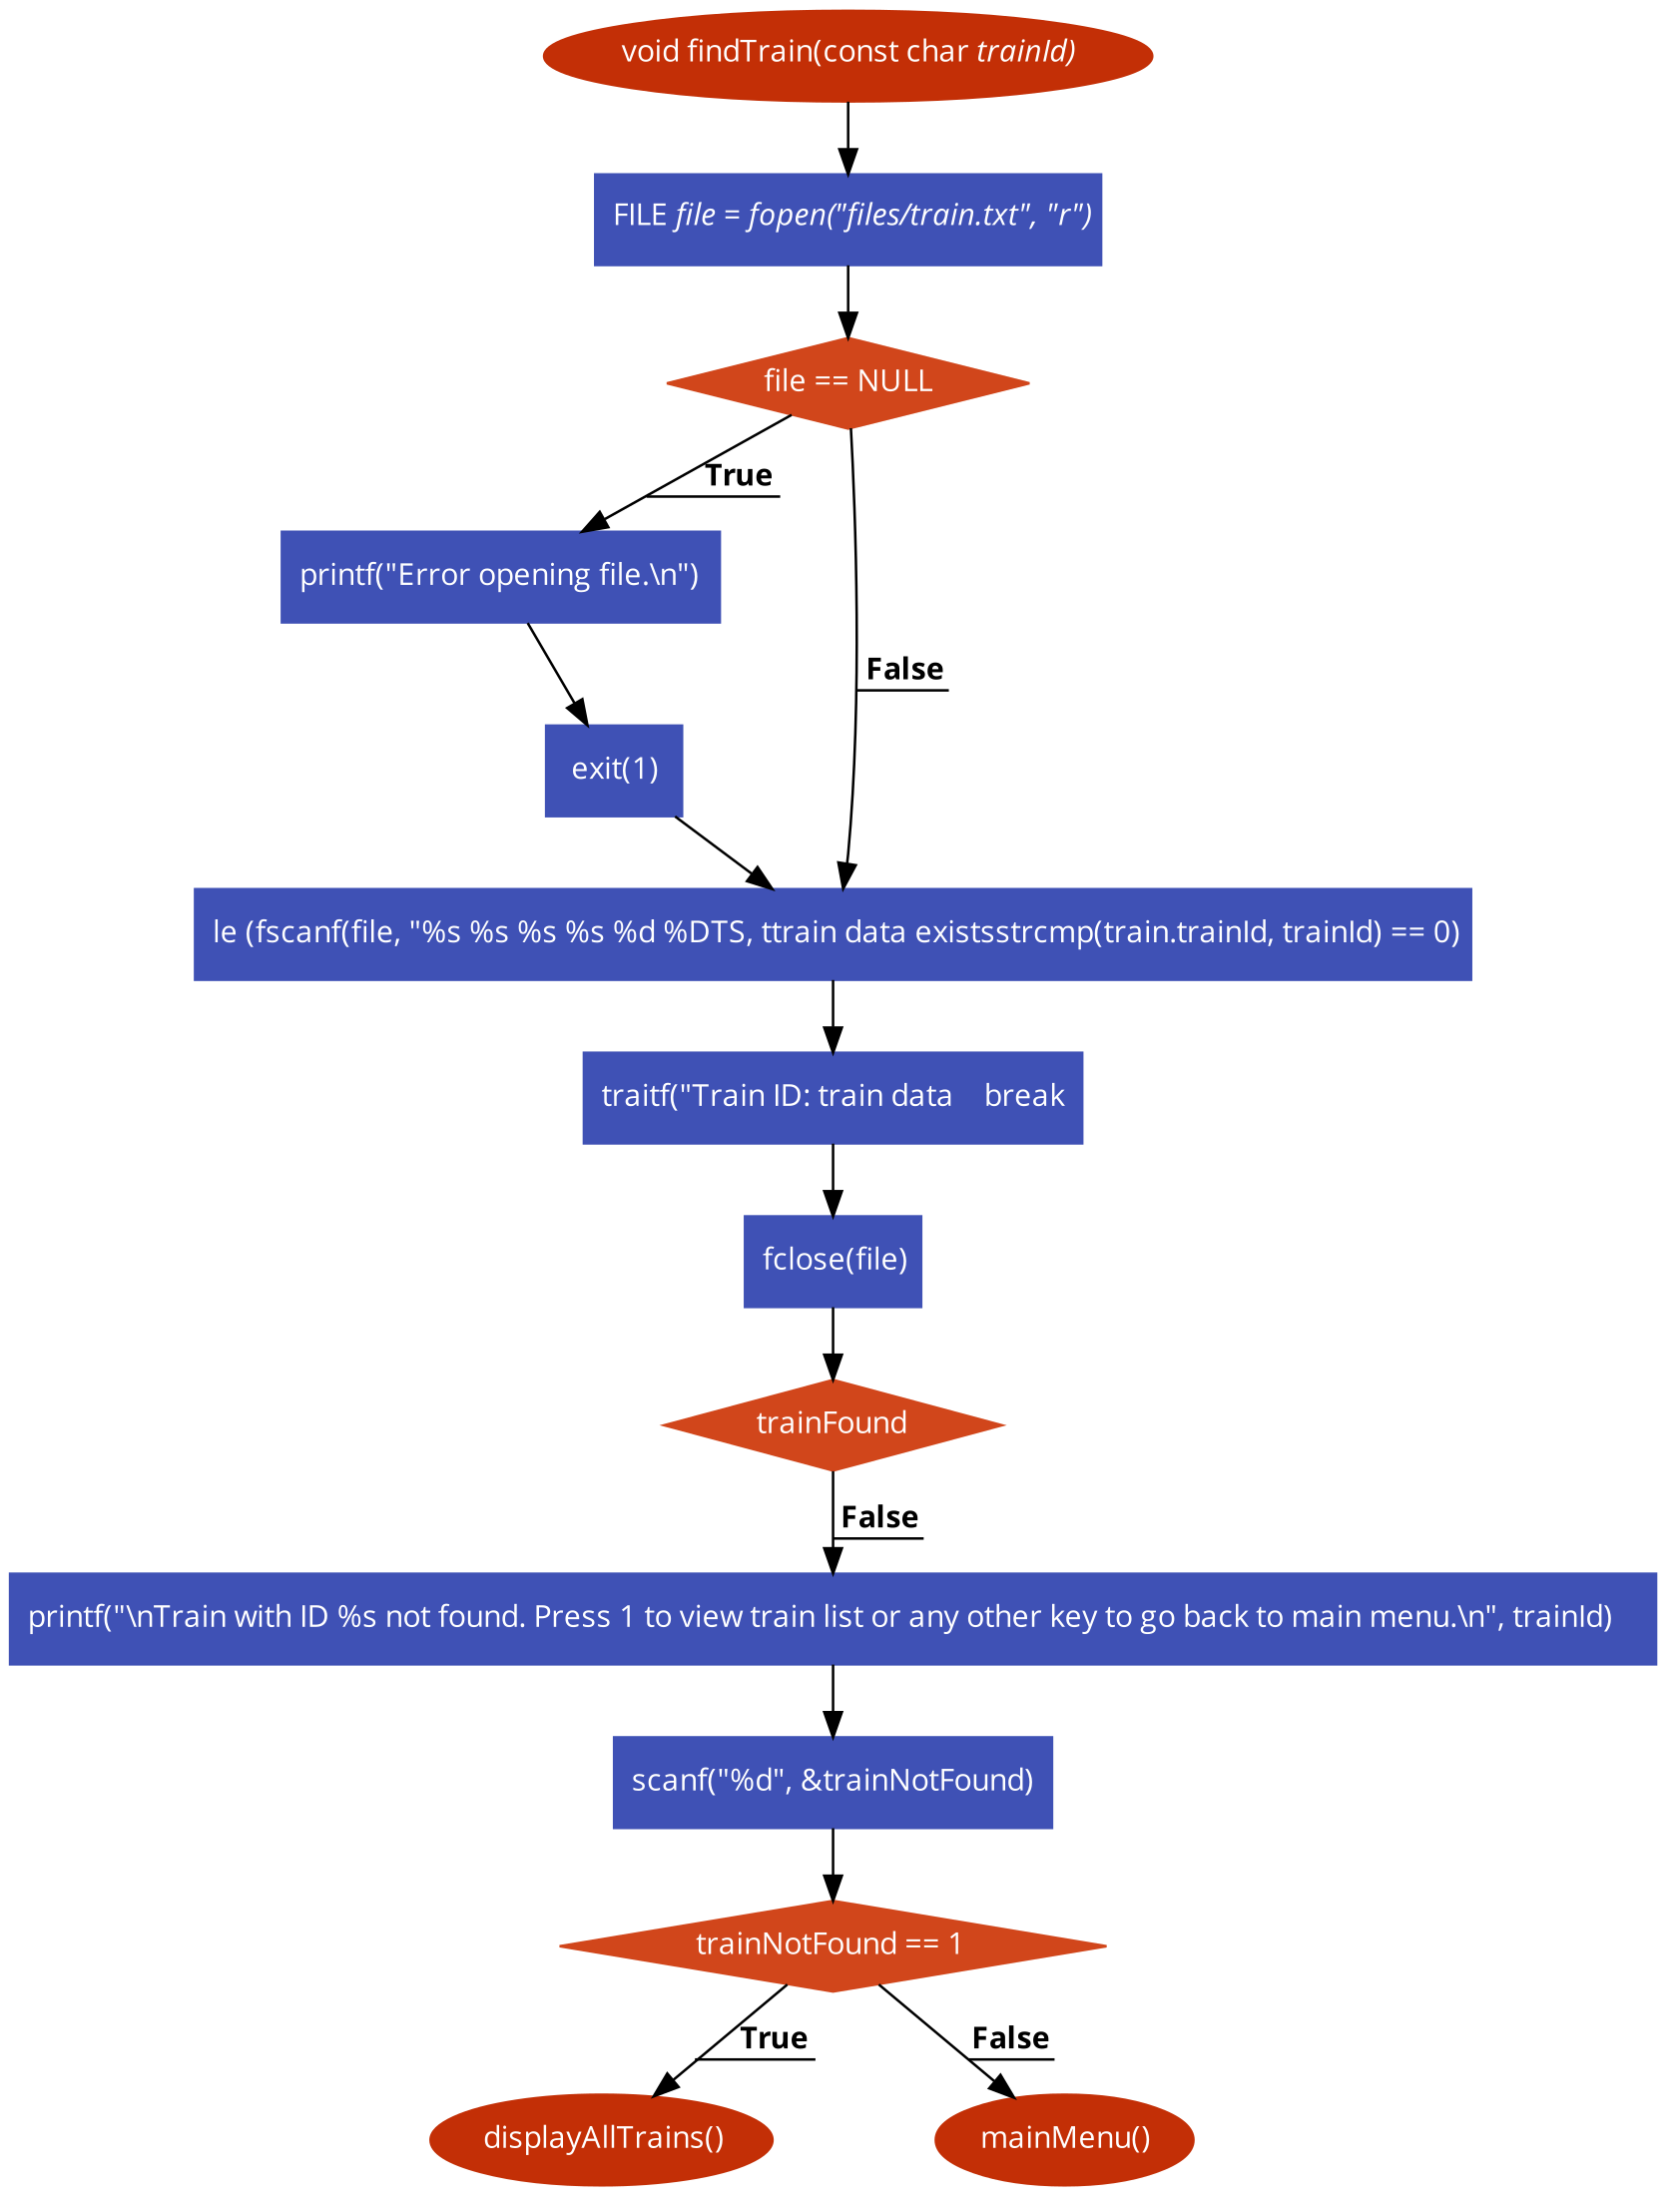 void findTrain(const char trainId)
FILE file = fopen("files/train.txt", "r")
file == NULL
True
printf("Error opening file.\n")
False
exit(1)
le (fscanf(file, "%s %s %s %s %d %DTS, ttrain data existsstrcmp(train.trainId, trainId) == 0)
traitf("Train ID: train data    break
fclose(file)
trainFound
False
printf("\nTrain with ID %s not found. Press 1 to view train list or any other key to go back to main menu.\n", trainId)
scanf("%d", &trainNotFound)
trainNotFound == 1
True
False
displayAllTrains()
mainMenu()